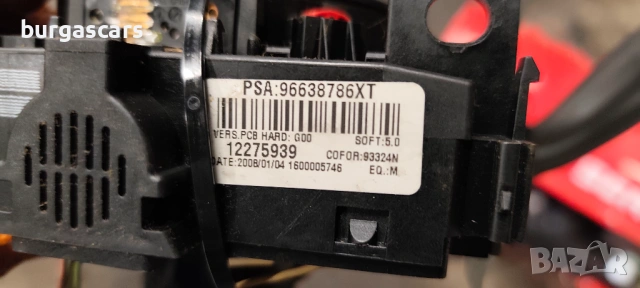 burgascars
PSA:96638786XT
VERS.PCB HARD: G00 SOFT:5.0
12275939 COFOR:93324N
DATE:2008/01/04 1600005746 EQ.:M
BAZAR